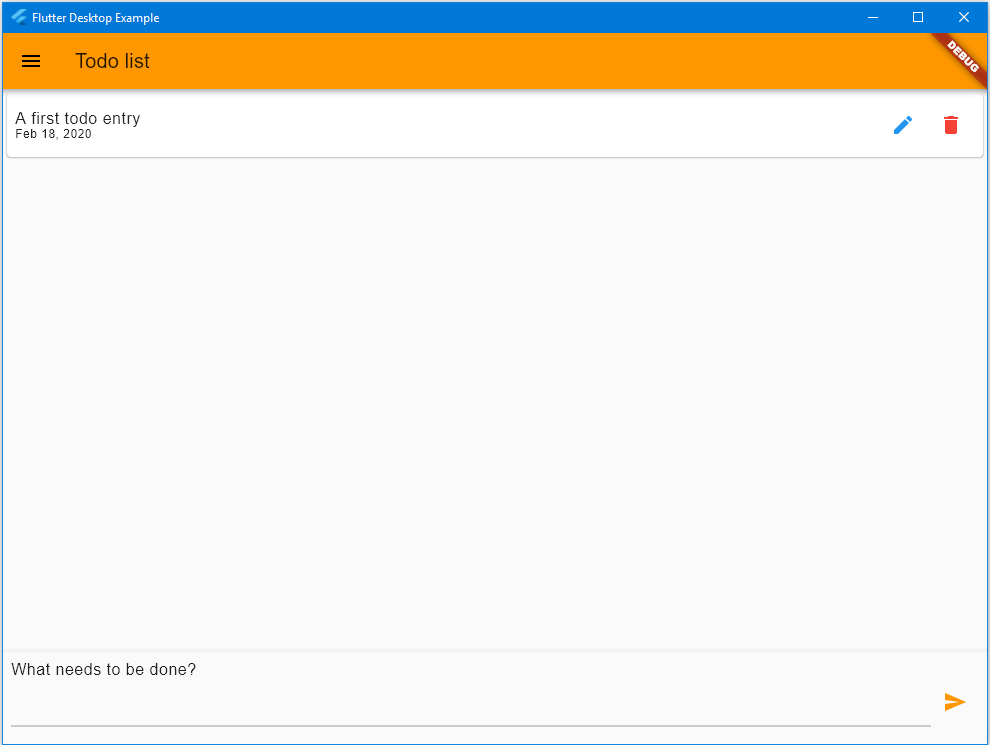 Flutter Desktop Example
Todo list
DEBUG
A first todo entry
Feb 18, 2020
What needs to be done?